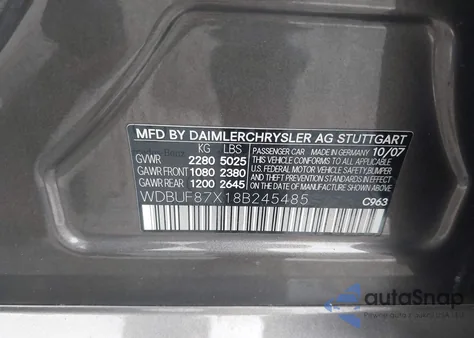 MFD BY DAIMLERCHRYSLER AG STUTTGART
KG LBS PASSENGER CAR MADE IN GERMANY 10/07
GVWR 2280 5025
GAWR FRONT 1080 2380
GAWR REAR 1200 2645
THIS VEHICLE CONFORMS TO ALL APPLICABLE
U.S. FEDERAL MOTOR VEHICLE SAFETY, BUMPER,
AND THEFT PREVENTION STANDARDS IN EFFECT
ON THE DATE OF MANUFACTURE SHOWN ABOVE.
WDBUF87X18B245485
C963
autoSnap